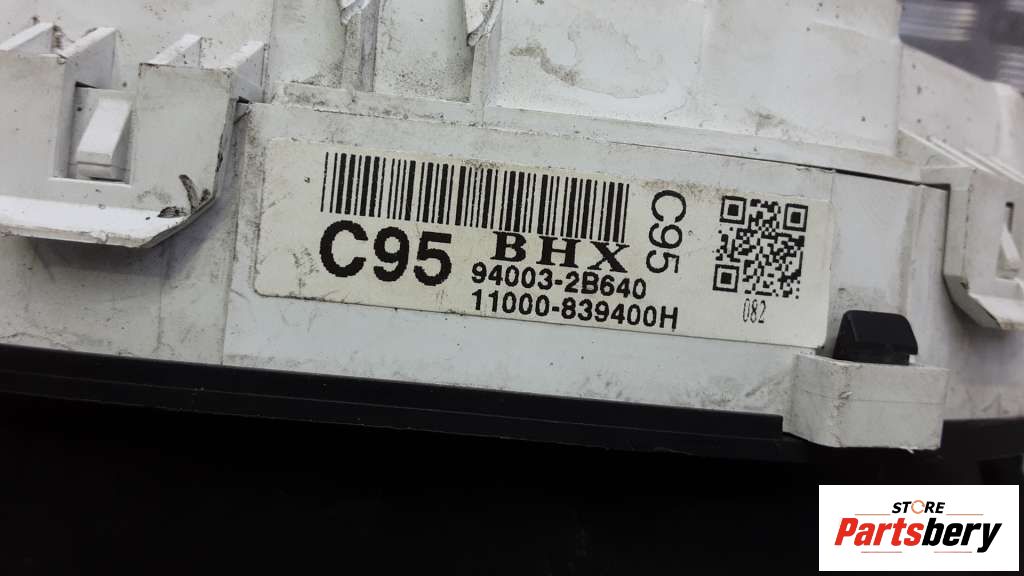 C95
BHX
94003-2B640
11000-839400H
C95
082
STORE
Partsbery